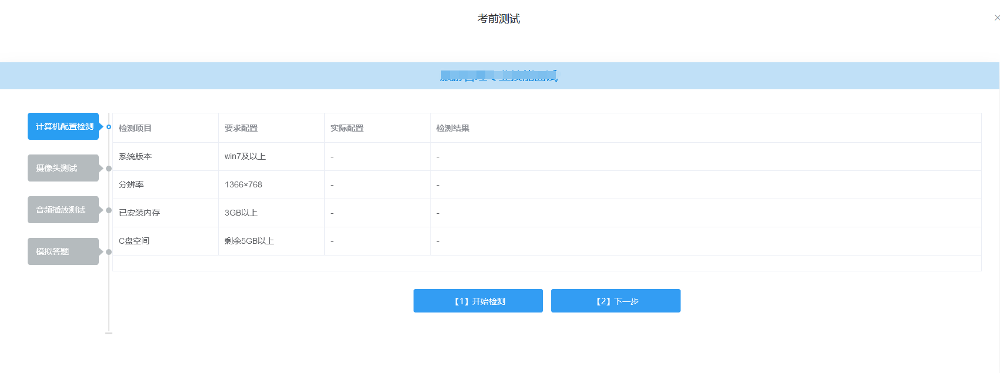 考前测试
计算机配置检测
摄像头测试
音频播放测试
模拟答题
检测项目 要求配置 实际配置 检测结果
系统版本 win7及以上 - -
分辨率 1366×768 - -
已安装内存 3GB以上 - -
C盘空间 剩余5GB以上 - -
【1】开始检测 【2】下一步